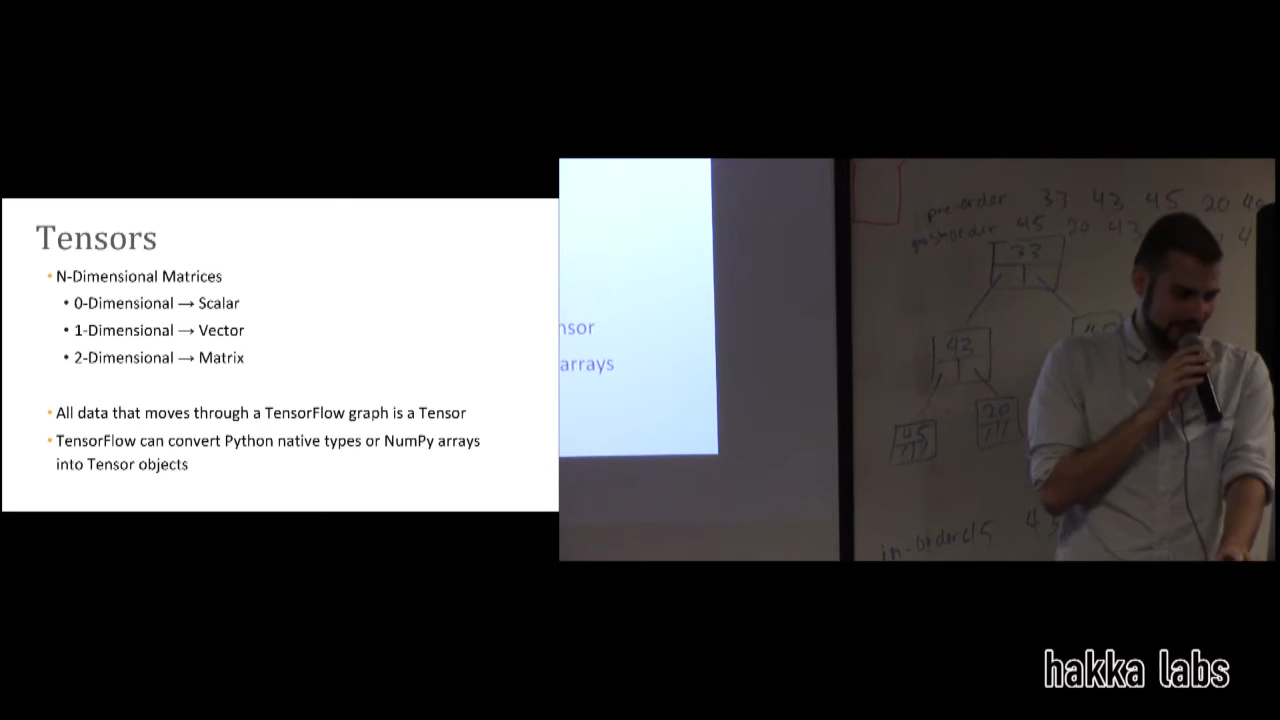 Tensors
• N-Dimensional Matrices
• 0-Dimensional → Scalar
• 1-Dimensional → Vector
• 2-Dimensional → Matrix
• All data that moves through a TensorFlow graph is a Tensor
• TensorFlow can convert Python native types or NumPy arrays
into Tensor objects
nsor
arrays
pre-order 33 43 45 20
postorder 45 20 43
33
43
45
20
in-order 45
hakka labs